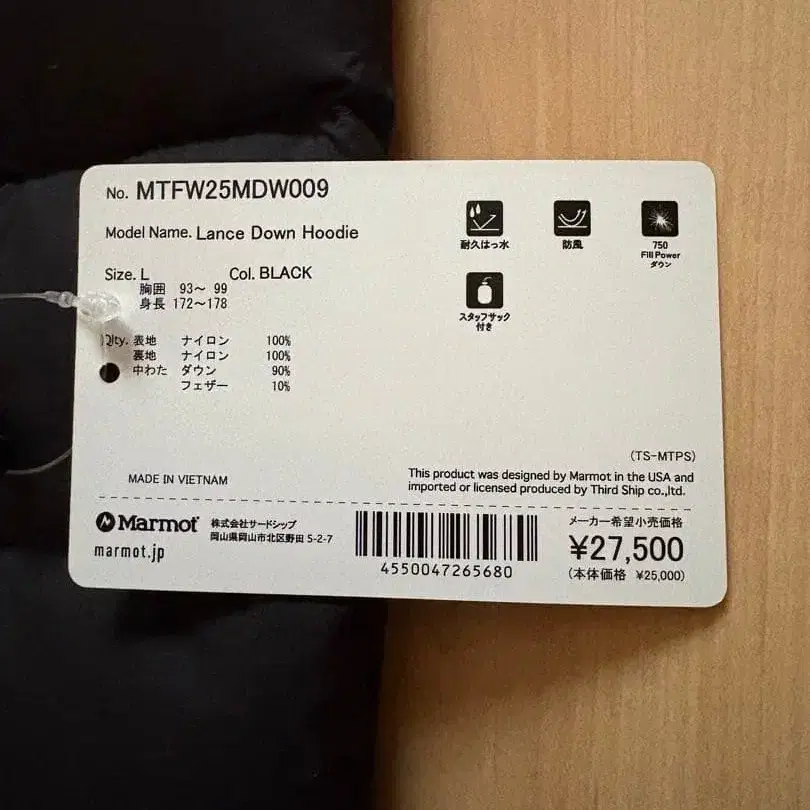 No. MTFW25MDW009
Model Name. Lance Down Hoodie
Size. L Col. BLACK
胸囲 93〜 99
身長 172〜178
Qlty. 表地 ナイロン 100%
裏地 ナイロン 100%
中わた ダウン 90%
フェザー 10%
耐久はっ水
防風
750
Fill Power
ダウン
スタッフサック
付き
(TS-MTPS)
MADE IN VIETNAM
This product was designed by Marmot in the USA and
imported or licensed produced by Third Ship co.,ltd.
Marmot
marmot.jp
株式会社サードシップ
岡山県岡山市北区野田 5-2-7
4550047265680
メーカー希望小売価格
¥27,500
(本体価格 ¥25,000)